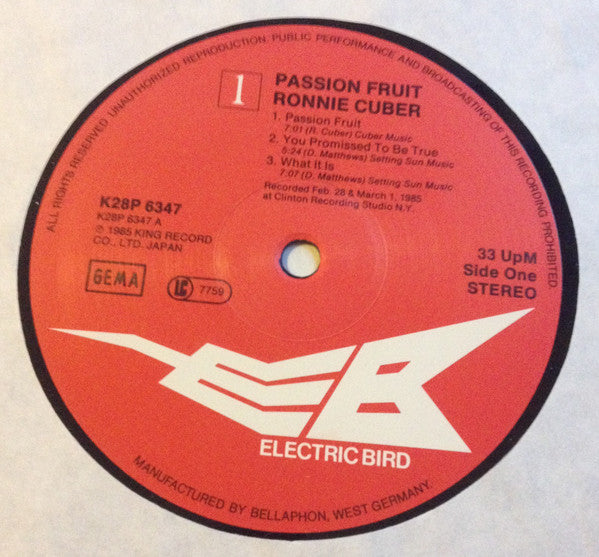 ALL RIGHTS RESERVED. UNAUTHORIZED REPRODUCTION, PUBLIC PERFORMANCE AND BROADCASTING OF THIS RECORDING PROHIBITED.
1
PASSION FRUIT
RONNIE CUBER
1. Passion Fruit
7:01 (R. Cuber) Cuber Music
2. You Promissed To Be True
5:24 (D. Matthews) Setting Sun Music
3. What It Is
7:07 (D. Matthews) Setting Sun Music
Recorded Feb. 28 & March 1, 1985
at Clinton Recording Studio N.Y.
K28P 6347
K28P 6347 A
℗ 1985 KING RECORD
CO., LTD. JAPAN
GEMA
LC 7759
33 UpM
Side One
STEREO
EB
ELECTRIC BIRD
MANUFACTURED BY BELLAPHON, WEST GERMANY.